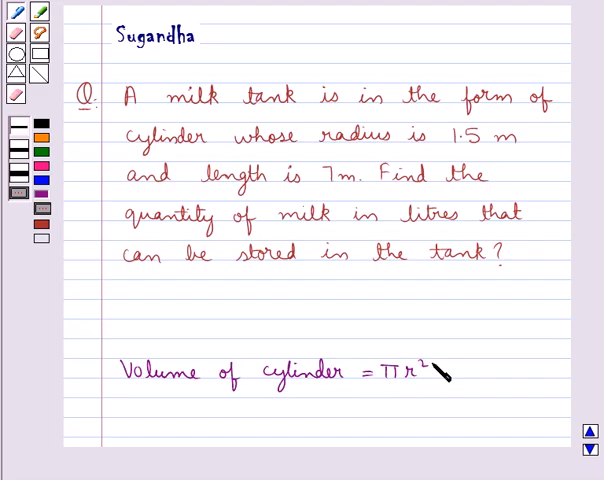 Sugandha
Q. A milk tank is in the form of
cylinder whose radius is 1.5 m
and length is 7m. Find the
quantity of milk in litres that
can be stored in the tank?
Volume of cylinder = πr²